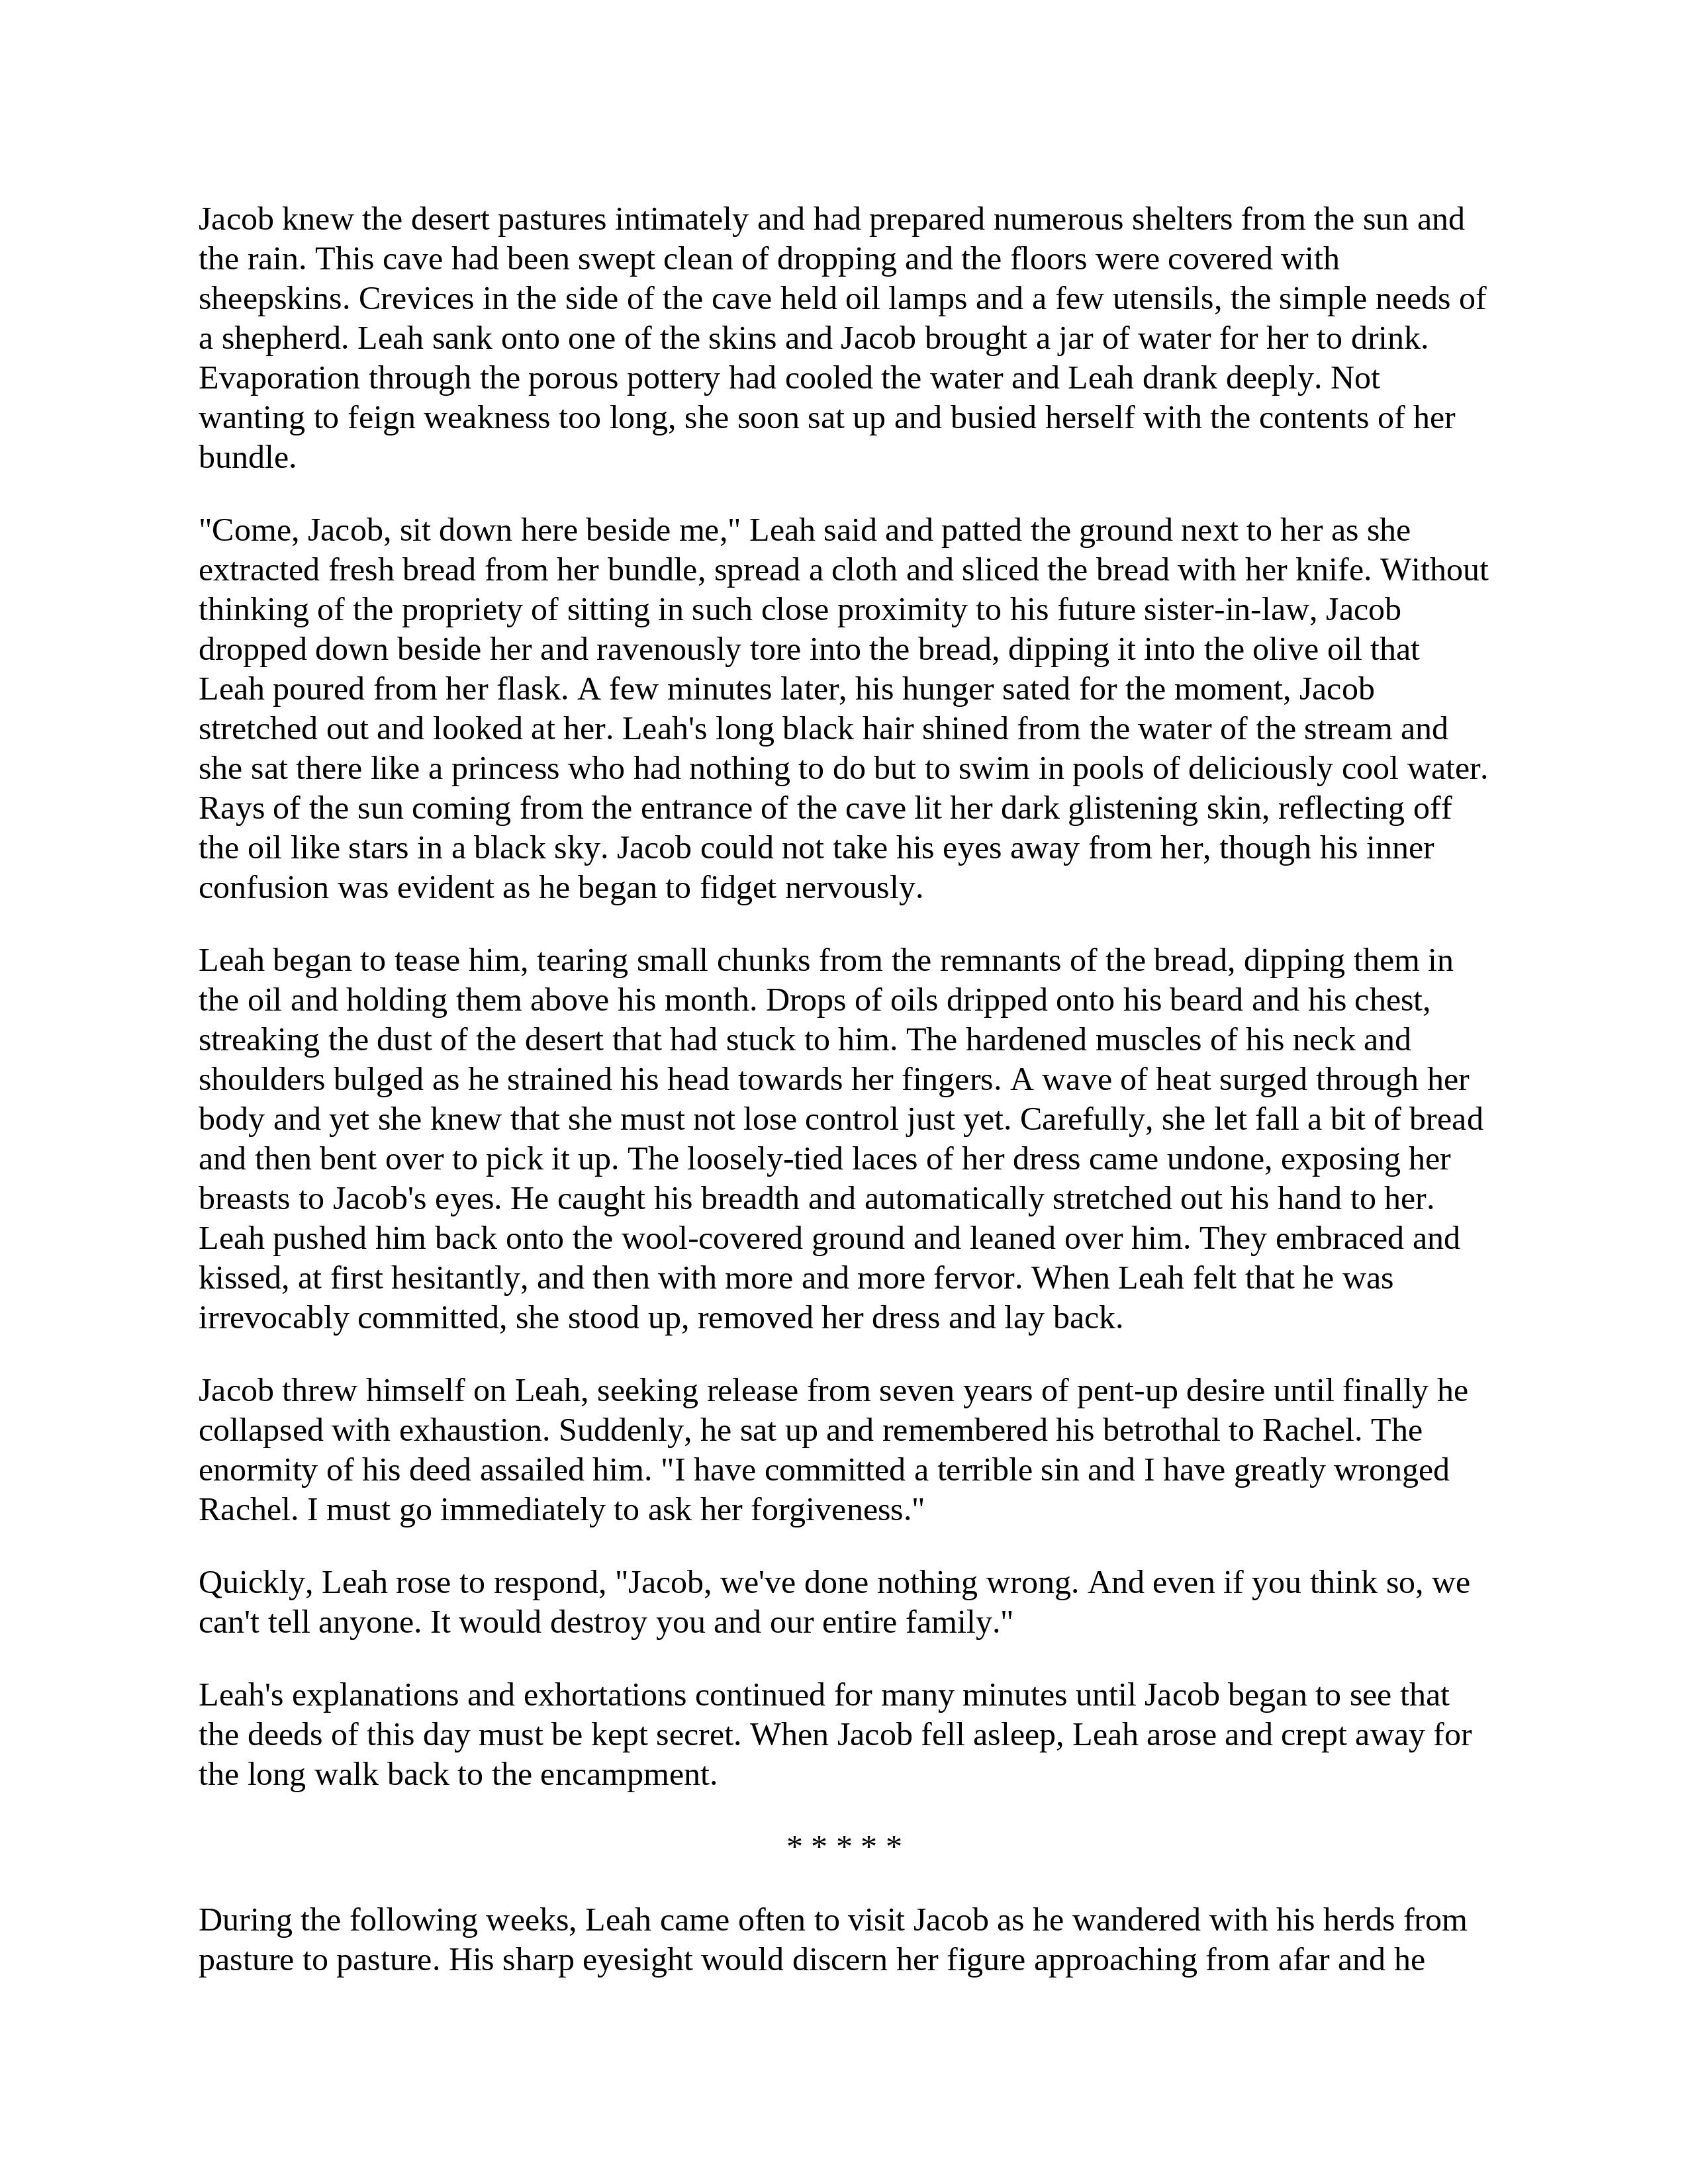 Jacob knew the desert pastures intimately and had prepared numerous shelters from the sun and
the rain. This cave had been swept clean of dropping and the floors were covered with
sheepskins. Crevices in the side of the cave held oil lamps and a few utensils, the simple needs of
a shepherd. Leah sank onto one of the skins and Jacob brought a jar of water for her to drink.
Evaporation through the porous pottery had cooled the water and Leah drank deeply. Not
wanting to feign weakness too long, she soon sat up and busied herself with the contents of her
bundle.
"Come, Jacob, sit down here beside me," Leah said and patted the ground next to her as she
extracted fresh bread from her bundle, spread a cloth and sliced the bread with her knife. Without
thinking of the propriety of sitting in such close proximity to his future sister-in-law, Jacob
dropped down beside her and ravenously tore into the bread, dipping it into the olive oil that
Leah poured from her flask. A few minutes later, his hunger sated for the moment, Jacob
stretched out and looked at her. Leah's long black hair shined from the water of the stream and
she sat there like a princess who had nothing to do but to swim in pools of deliciously cool water.
Rays of the sun coming from the entrance of the cave lit her dark glistening skin, reflecting off
the oil like stars in a black sky. Jacob could not take his eyes away from her, though his inner
confusion was evident as he began to fidget nervously.
Leah began to tease him, tearing small chunks from the remnants of the bread, dipping them in
the oil and holding them above his month. Drops of oils dripped onto his beard and his chest,
streaking the dust of the desert that had stuck to him. The hardened muscles of his neck and
shoulders bulged as he strained his head towards her fingers. A wave of heat surged through her
body and yet she knew that she must not lose control just yet. Carefully, she let fall a bit of bread
and then bent over to pick it up. The loosely-tied laces of her dress came undone, exposing her
breasts to Jacob's eyes. He caught his breadth and automatically stretched out his hand to her.
Leah pushed him back onto the wool-covered ground and leaned over him. They embraced and
kissed, at first hesitantly, and then with more and more fervor. When Leah felt that he was
irrevocably committed, she stood up, removed her dress and lay back.
Jacob threw himself on Leah, seeking release from seven years of pent-up desire until finally he
collapsed with exhaustion. Suddenly, he sat up and remembered his betrothal to Rachel. The
enormity of his deed assailed him. "I have committed a terrible sin and I have greatly wronged
Rachel. I must go immediately to ask her forgiveness."
Quickly, Leah rose to respond, "Jacob, we've done nothing wrong. And even if you think so, we
can't tell anyone. It would destroy you and our entire family."
Leah's explanations and exhortations continued for many minutes until Jacob began to see that
the deeds of this day must be kept secret. When Jacob fell asleep, Leah arose and crept away for
the long walk back to the encampment.
* * * * *
During the following weeks, Leah came often to visit Jacob as he wandered with his herds from
pasture to pasture. His sharp eyesight would discern her figure approaching from afar and he